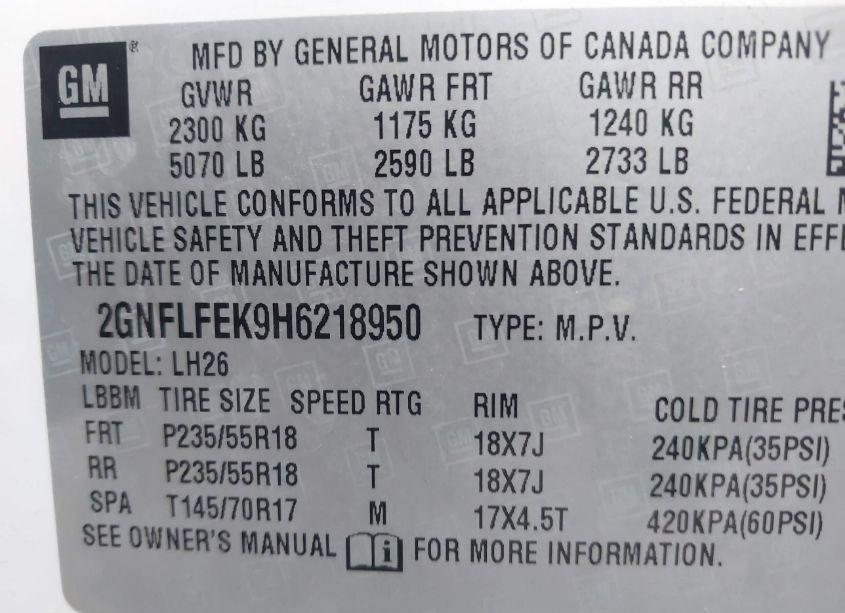 GM ® MFD BY GENERAL MOTORS OF CANADA COMPANY
GVWR GAWR FRT GAWR RR
2300 KG 1175 KG 1240 KG
5070 LB 2590 LB 2733 LB
THIS VEHICLE CONFORMS TO ALL APPLICABLE U.S. FEDERAL
VEHICLE SAFETY AND THEFT PREVENTION STANDARDS IN EFF
THE DATE OF MANUFACTURE SHOWN ABOVE.
2GNFLFEK9H6218950 TYPE: M.P.V.
MODEL: LH26
LBBM TIRE SIZE SPEED RTG RIM COLD TIRE PRES
FRT P235/55R18 T 18X7J 240KPA(35PSI)
RR P235/55R18 T 18X7J 240KPA(35PSI)
SPA T145/70R17 M 17X4.5T 420KPA(60PSI)
SEE OWNER'S MANUAL i FOR MORE INFORMATION.